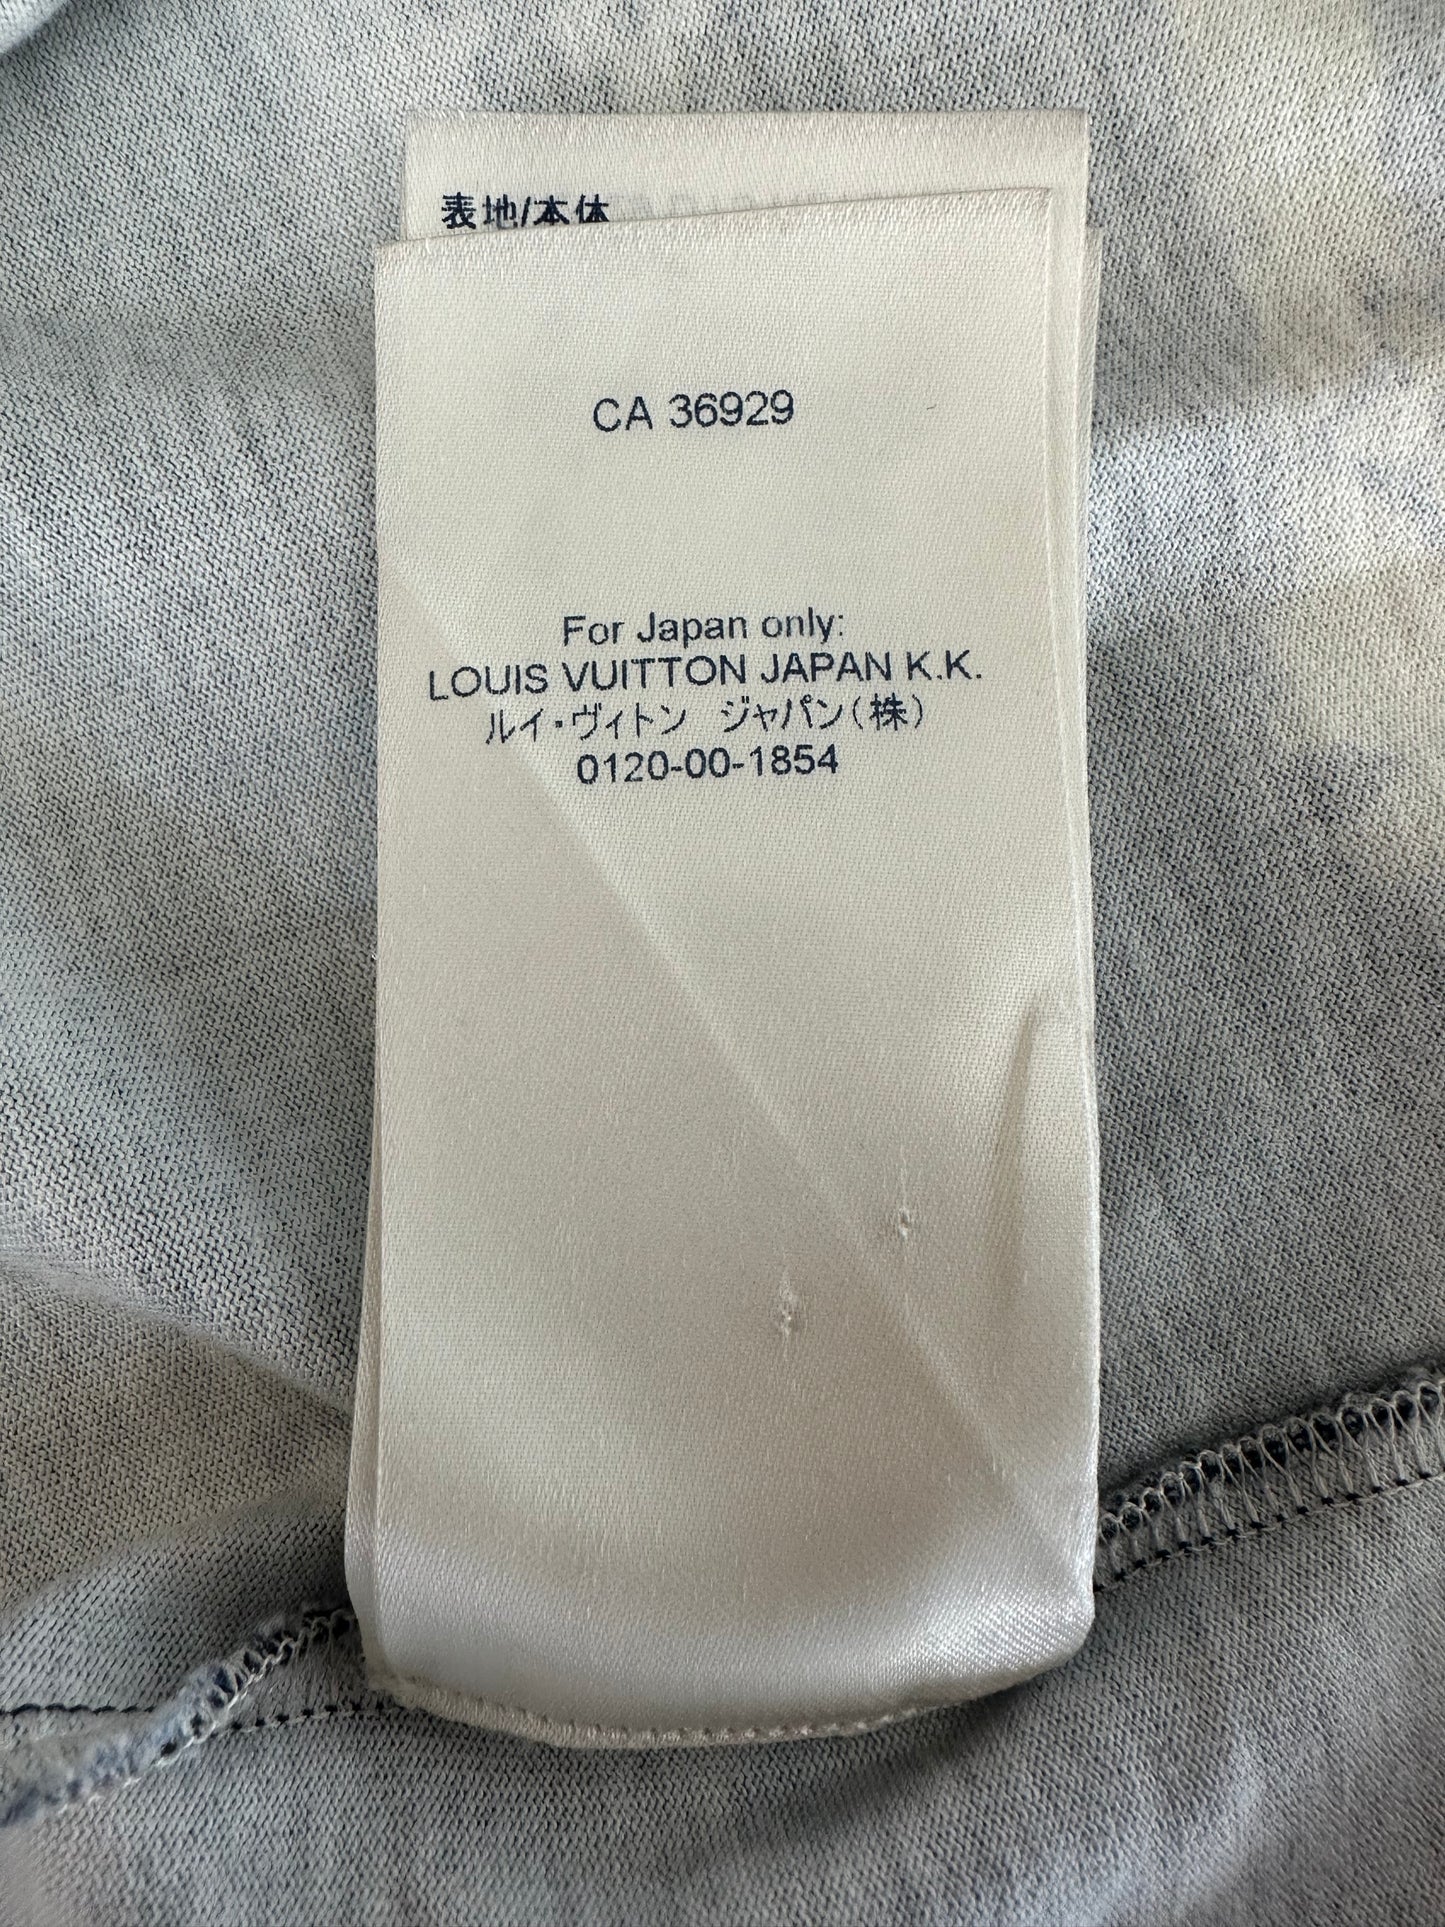 表地/本体
CA 36929
For Japan only:
LOUIS VUITTON JAPAN K.K.
ルイ・ヴィトン ジャパン(株)
0120-00-1854